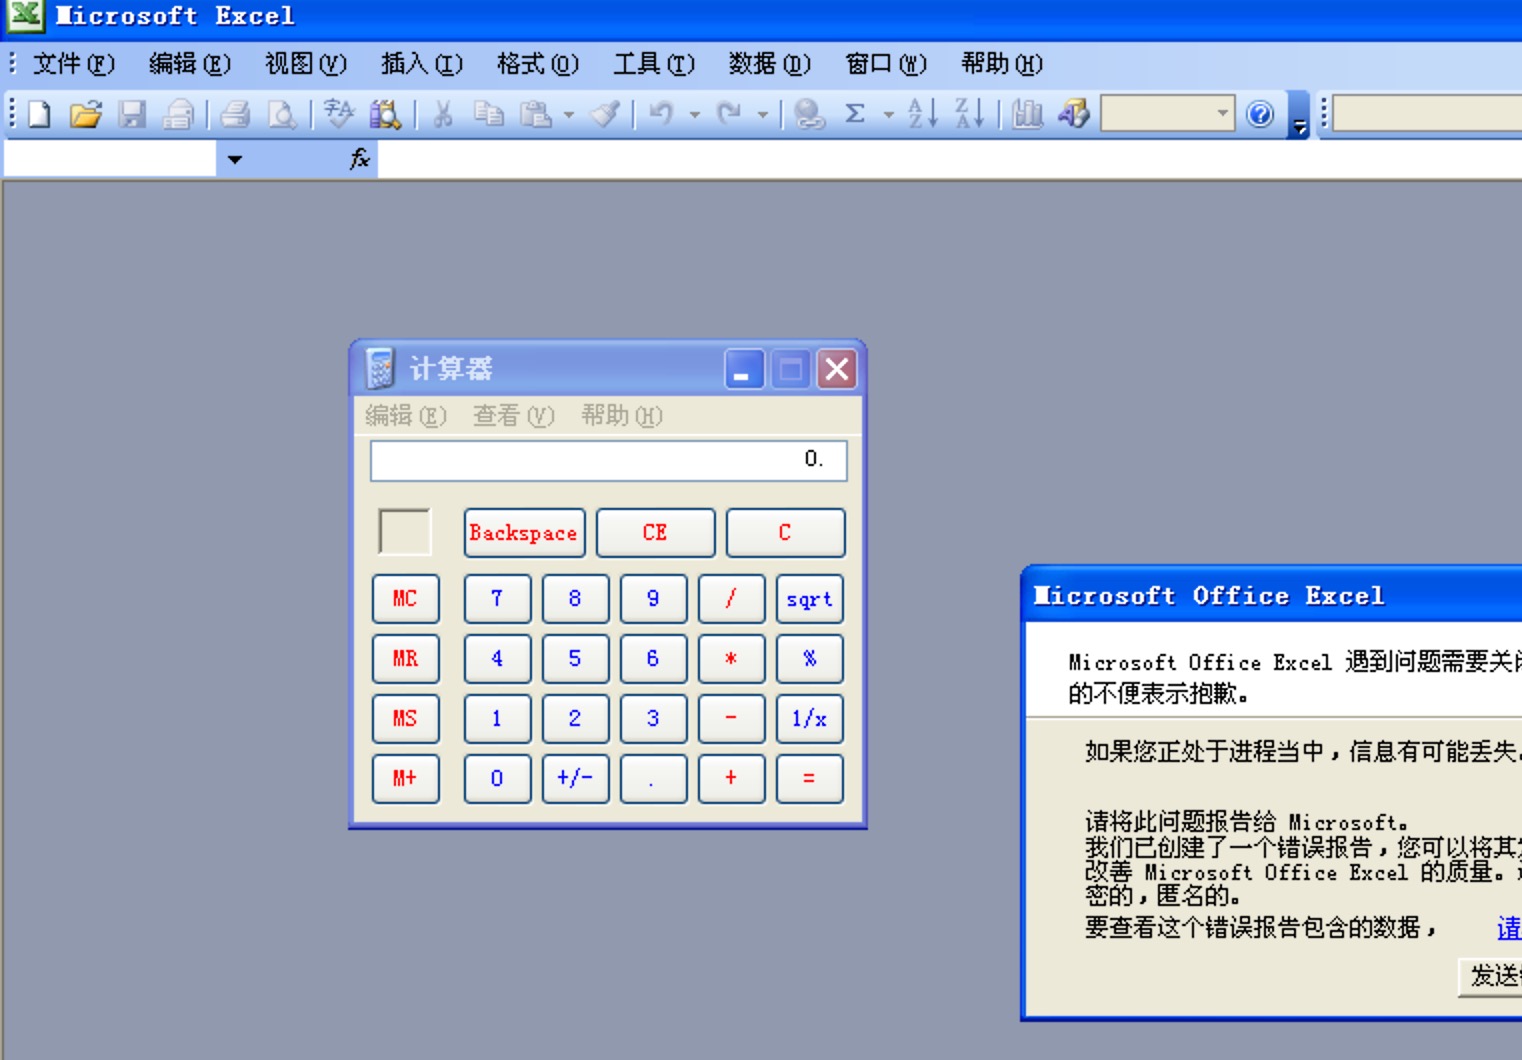 Microsoft Excel
文件(F) 编辑(E) 视图(V) 插入(I) 格式(O) 工具(T) 数据(D) 窗口(W) 帮助(H)
fx
计算器
编辑(E) 查看(V) 帮助(H)
0.
Backspace CE C
MC 7 8 9 / sqrt
MR 4 5 6 * %
MS 1 2 3 - 1/x
M+ 0 +/- . + =
Microsoft Office Excel
Microsoft Office Excel 遇到问题需要关闭
的不便表示抱歉。
如果您正处于进程当中，信息有可能丢失
请将此问题报告给 Microsoft。
我们已创建了一个错误报告，您可以将其
改善 Microsoft Office Excel 的质量。
密的，匿名的。
要查看这个错误报告包含的数据， 请
发送